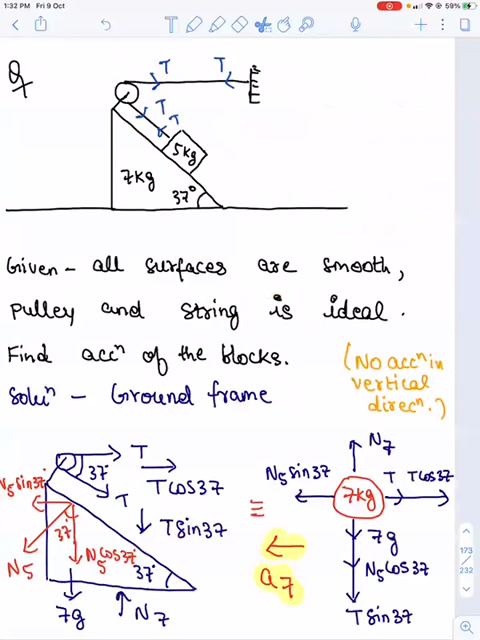 1:32 PM Fri 9 Oct
59%
Q/
T
T
T
T
5kg
7kg
37°
Given - all surfaces are smooth,
pulley and string is ideal.
Find accⁿ of the blocks.
(No accⁿ in
vertical
direcⁿ.)
Soluⁿ - Ground frame
T
37°
T
Tcos37
Tsin37
N₅sin37
37°
N₅
N₅cos37
37°
7g
N₇
≡
a₇
N₇
N₅sin37
7kg
T
Tcos37
7g
N₅cos37
Tsin37
173
232